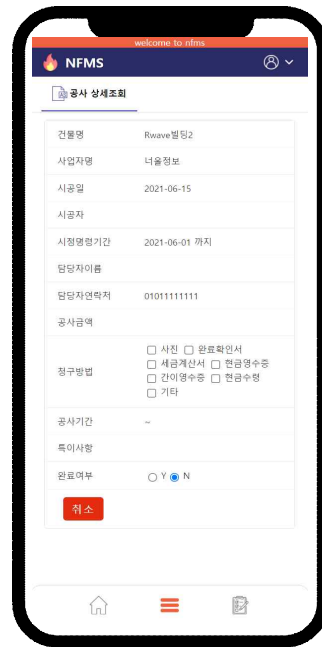 welcome to nfms
NFMS
공사 상세조회
건물명 Rwave빌딩2
사업자명 너울정보
시공일 2021-06-15
시공자
시정명령기간 2021-06-01 까지
담당자이름
담당자연락처 01011111111
공사금액
사진 완료확인서
청구방법 세금계산서 현금영수증
간이영수증 현금수령
기타
공사기간 ~
특이사항
완료여부 Y N
취소